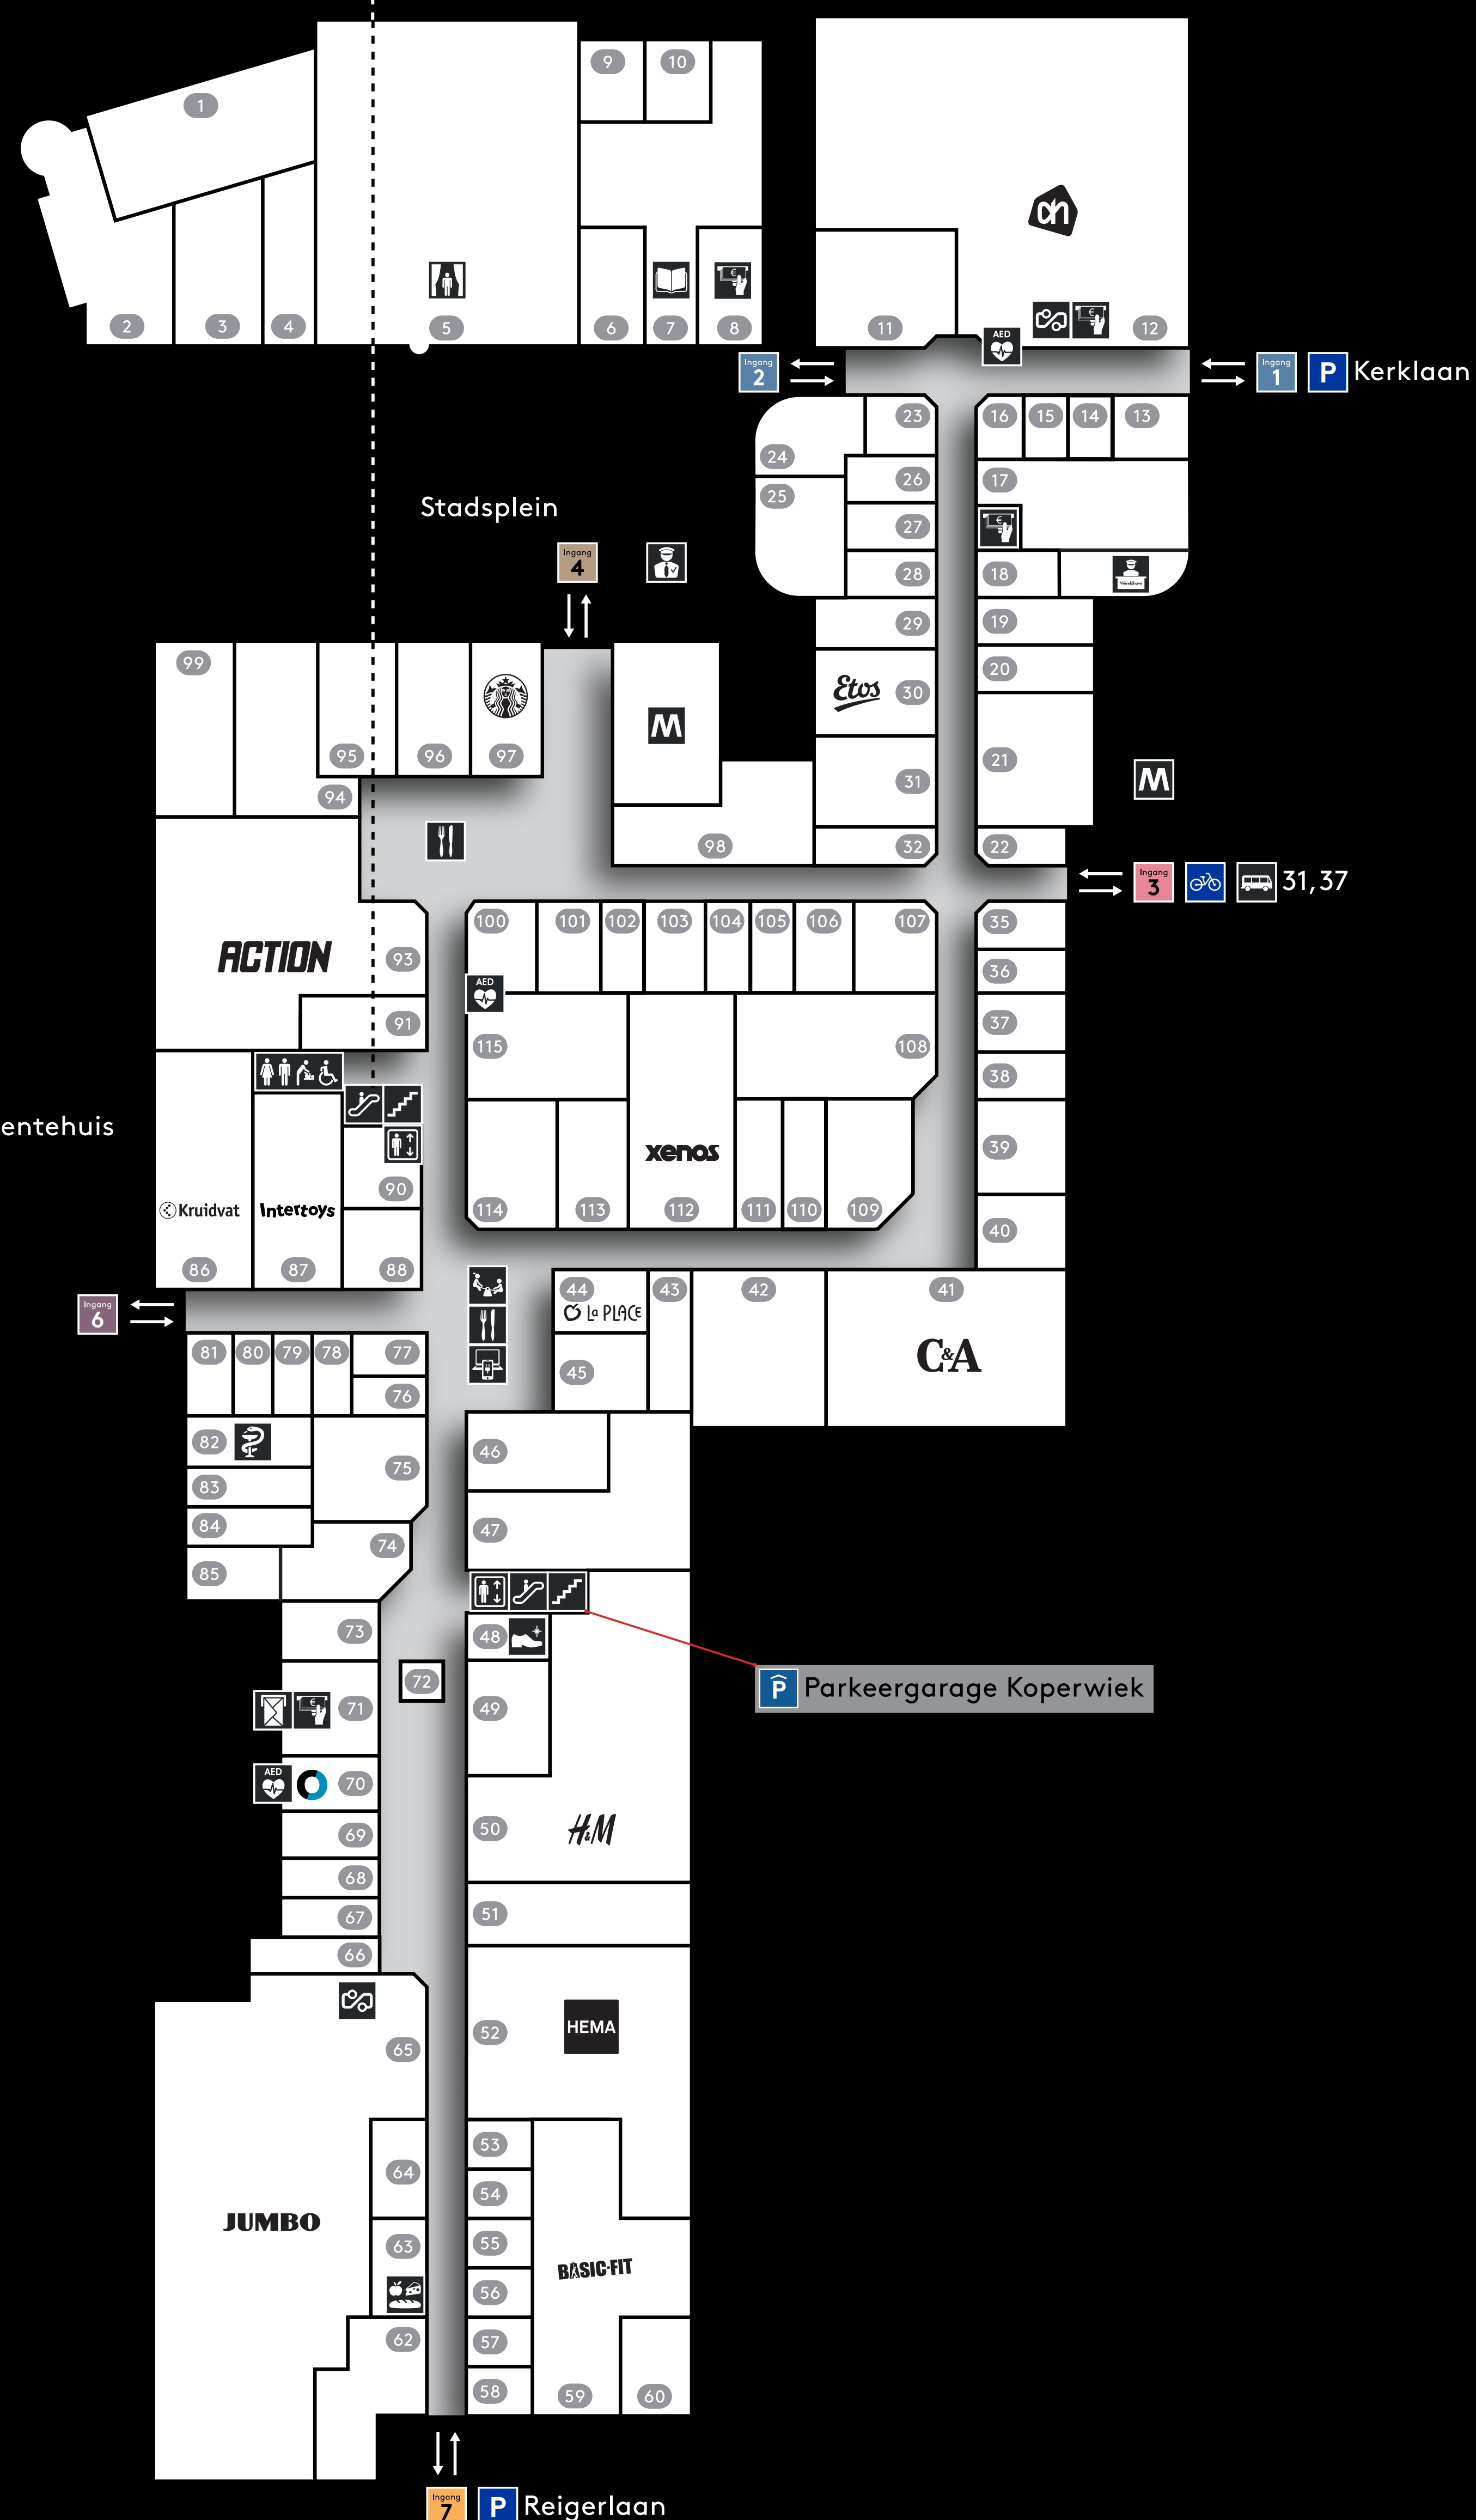 9 10
1
2 3 4 5 6 7 8
€
11
AED
€
12
Ingang
2
Ingang
1
P Kerklaan
23 16 15 14 13
24
25
26 17
27
€
28 18
Wereldhave
Stadsplein
Ingang
4
29 19
20
Etos 30
99
M
95 96 97
94
31 21
M
98 32 22
Ingang
3
31,37
100 101 102 103 104 105 106 107 35
ACTION 93
36
AED
91 37
115 108
38
entehuis
xenos
39
90
Kruidvat Intertoys
114 113 112 111 110 109
40
86 87 88
44 43 42 41
La PLACE
Ingang
6
C&A
81 80 79 78 77
76
45
82
75
46
83
84
47
74
85
73
48
72
Parkeergarage Koperwiek
P
€
71
49
AED
70
69
50 H&M
68
67
51
66
65
52 HEMA
53
64
54
JUMBO
63
55
BASIC-FIT
56
62
57
58 59 60
Ingang
7
P Reigerlaan